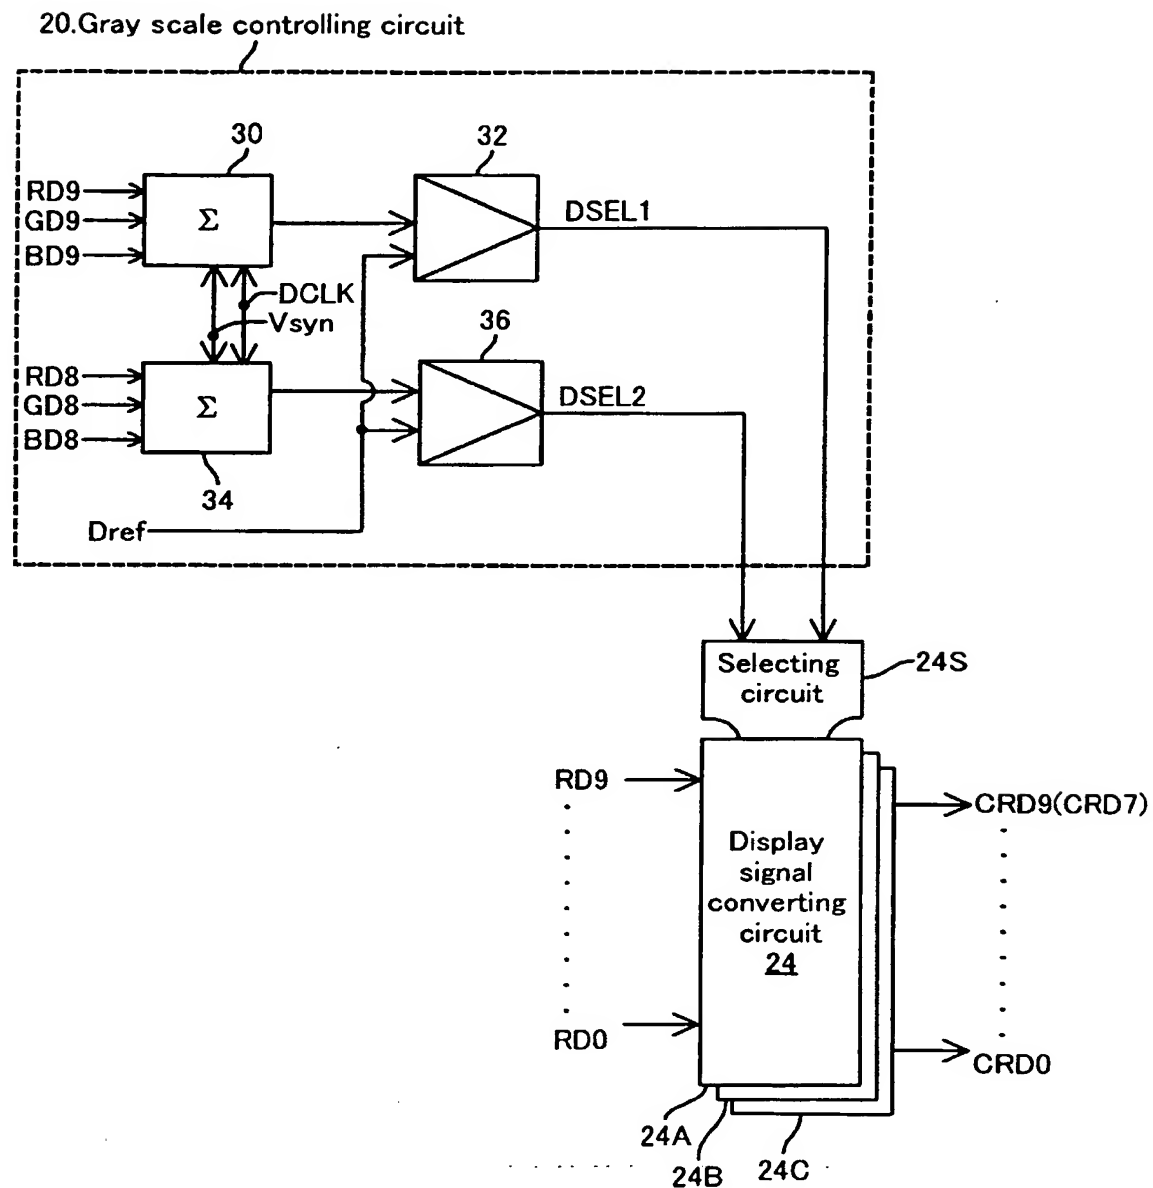 20.Gray scale controlling circuit
30
32
RD9
GD9
BD9
Σ
DSEL1
DCLK
Vsyn
36
RD8
GD8
BD8
Σ
DSEL2
34
Dref
Selecting
circuit
24S
RD9
CRD9(CRD7)
Display
signal
converting
circuit
24
RD0
CRD0
24A
24B
24C